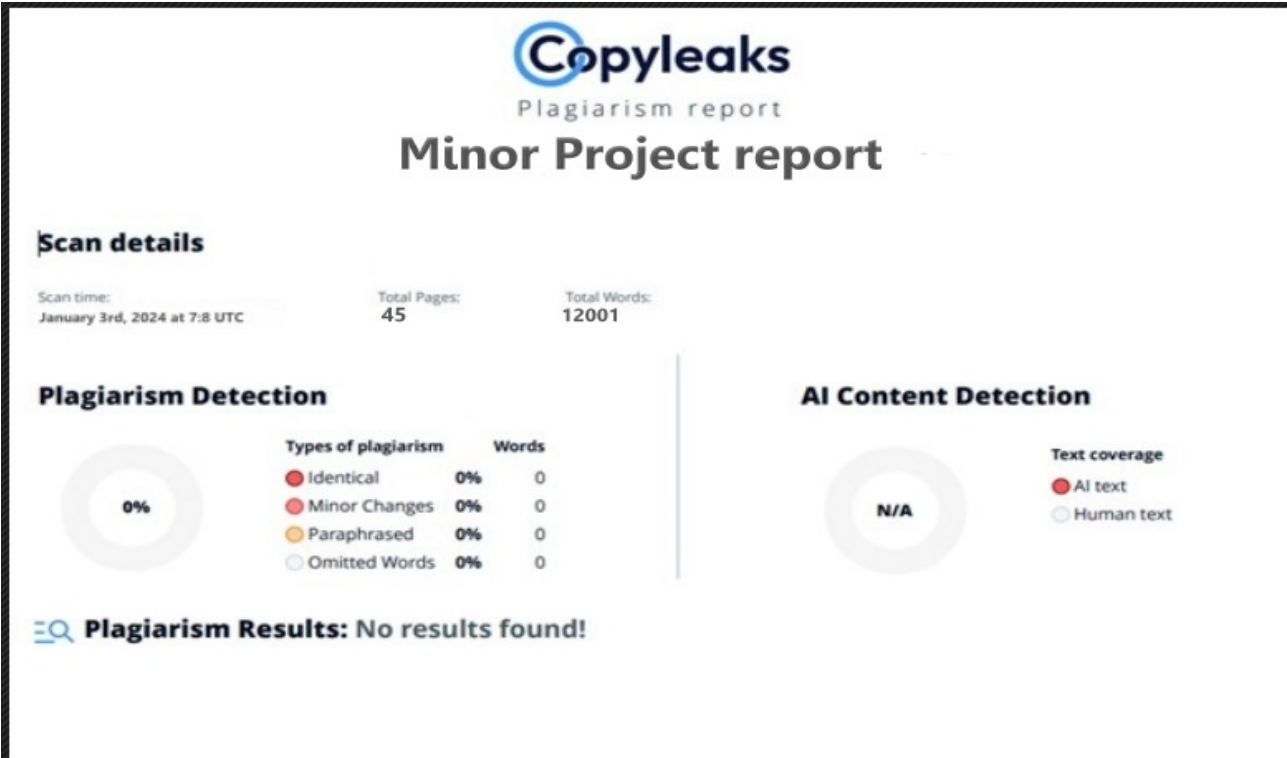 Copyleaks
Plagiarism report
Minor Project report
Scan details
Scan time: Total Pages: Total Words:
January 3rd, 2024 at 7:8 UTC 45 12001
Plagiarism Detection
0%
Types of plagiarism Words
Identical 0% 0
Minor Changes 0% 0
Paraphrased 0% 0
Omitted Words 0% 0
AI Content Detection
N/A
Text coverage
AI text
Human text
Plagiarism Results: No results found!